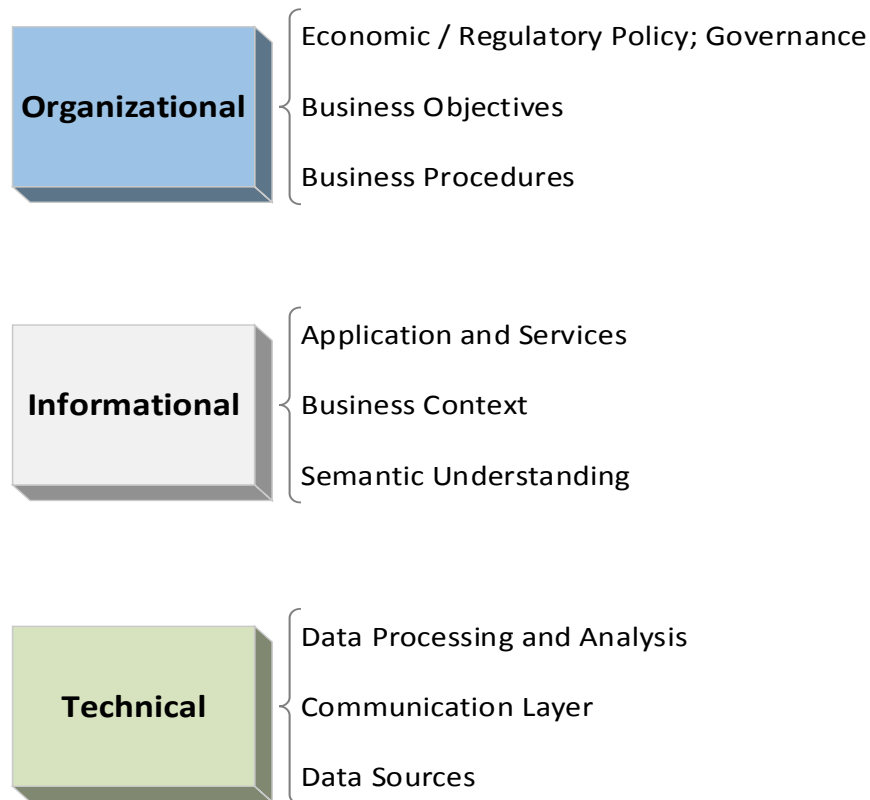 Organizational
Economic / Regulatory Policy; Governance
Business Objectives
Business Procedures
Informational
Application and Services
Business Context
Semantic Understanding
Technical
Data Processing and Analysis
Communication Layer
Data Sources